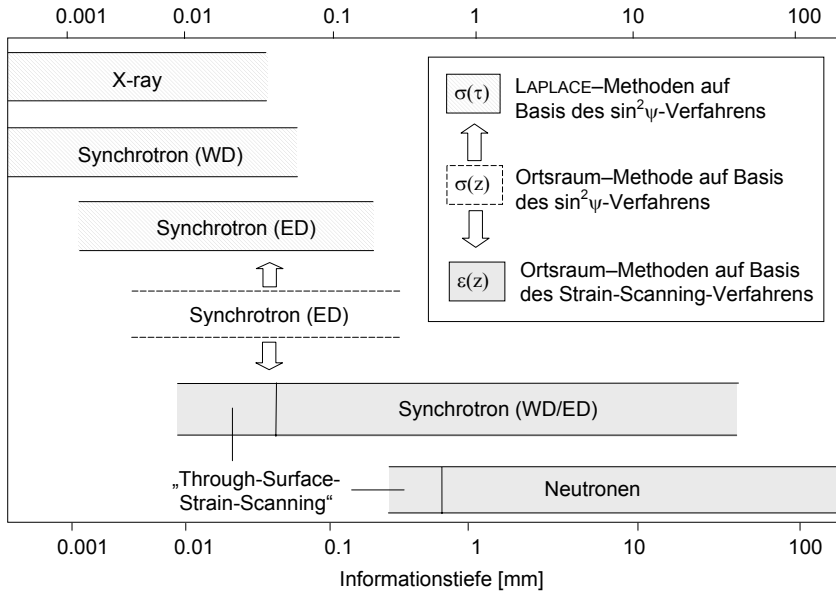 0.001 0.01 0.1 1 10 100
X-ray
Synchrotron (WD)
Synchrotron (ED)
Synchrotron (ED)
σ(τ)
LAPLACE–Methoden auf
Basis des sin²ψ-Verfahrens
σ(z)
Ortsraum–Methode auf Basis
des sin²ψ-Verfahrens
ε(z)
Ortsraum–Methoden auf Basis
des Strain-Scanning-Verfahrens
Synchrotron (WD/ED)
„Through-Surface-
Strain-Scanning“
Neutronen
0.001 0.01 0.1 1 10 100
Informationstiefe [mm]